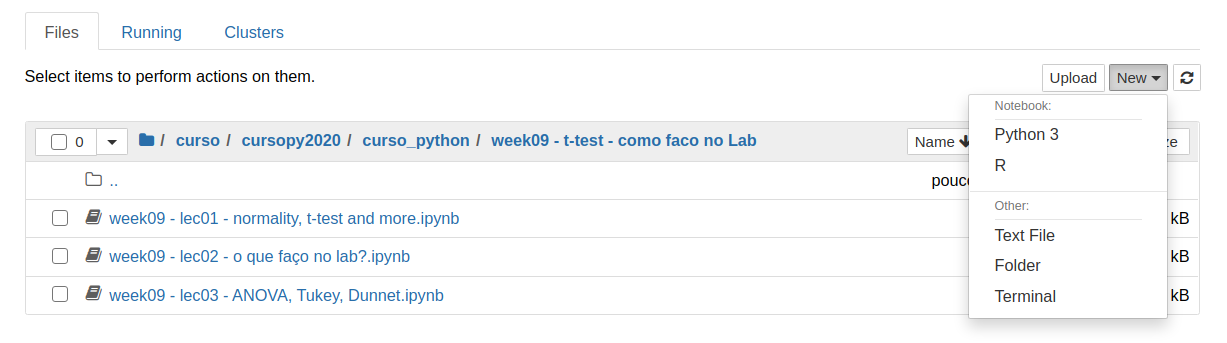 Files Running Clusters
Select items to perform actions on them.
Upload New
Notebook:
Python 3
R
Other:
Text File
Folder
Terminal
0 / curso / cursopy2020 / curso_python / week09 - t-test - como faco no Lab Name
..
week09 - lec01 - normality, t-test and more.ipynb kB
week09 - lec02 - o que faço no lab?.ipynb kB
week09 - lec03 - ANOVA, Tukey, Dunnet.ipynb kB